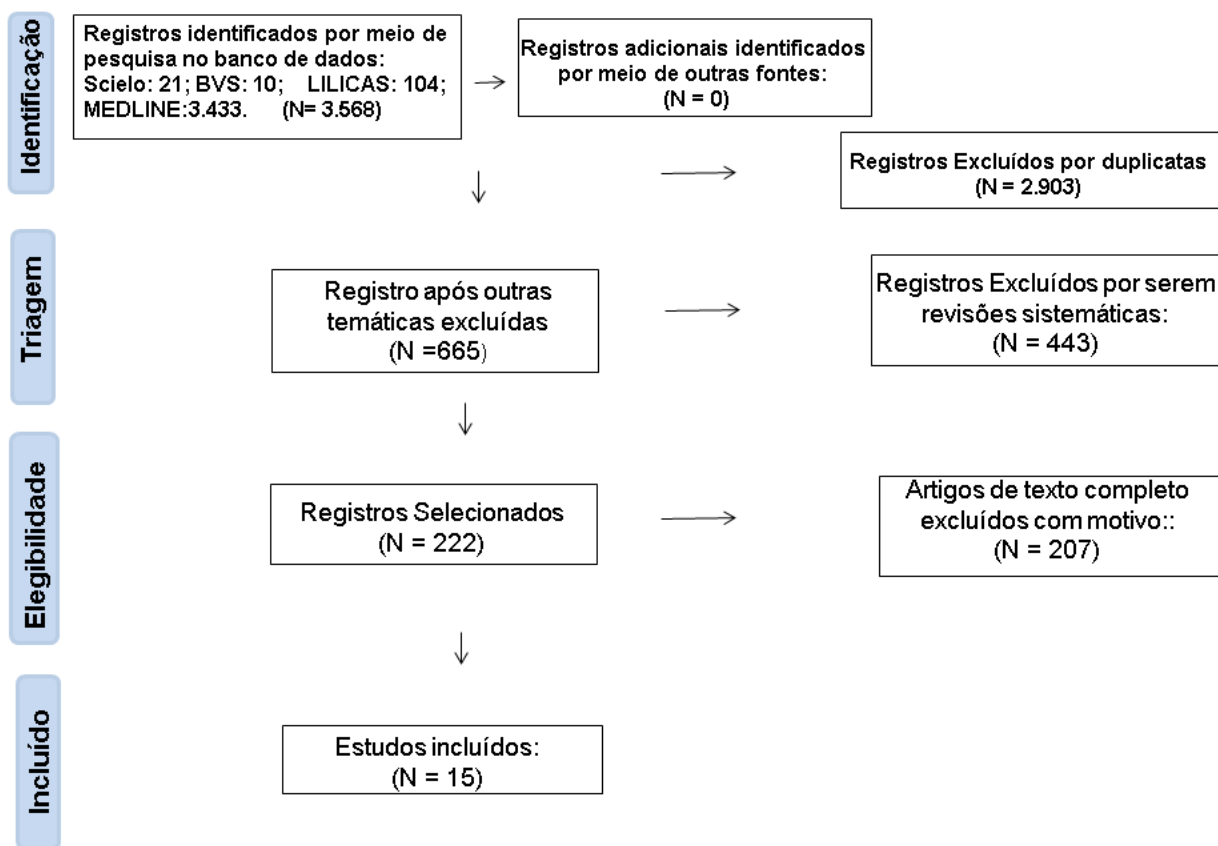 Identificação
Registros identificados por meio de
pesquisa no banco de dados:
Scielo: 21; BVS: 10; LILICAS: 104;
MEDLINE:3.433. (N= 3.568)
Registros adicionais identificados
por meio de outras fontes:
(N = 0)
Registros Excluídos por duplicatas
(N = 2.903)
Triagem
Registro após outras
temáticas excluídas
(N =665)
Registros Excluídos por serem
revisões sistemáticas:
(N = 443)
Elegibilidade
Registros Selecionados
(N = 222)
Artigos de texto completo
excluídos com motivo::
(N = 207)
Incluído
Estudos incluídos:
(N = 15)